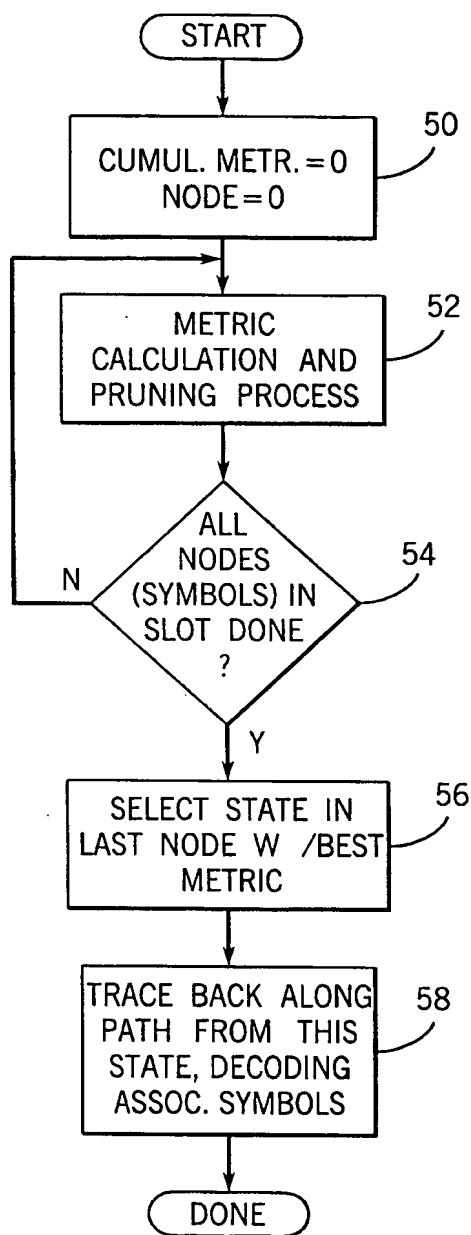 START
50
CUMUL. METR. = 0
NODE = 0
52
METRIC
CALCULATION AND
PRUNING PROCESS
54
ALL
NODES
(SYMBOLS) IN
SLOT DONE
?
N
Y
56
SELECT STATE IN
LAST NODE W /BEST
METRIC
58
TRACE BACK ALONG
PATH FROM THIS
STATE, DECODING
ASSOC. SYMBOLS
DONE